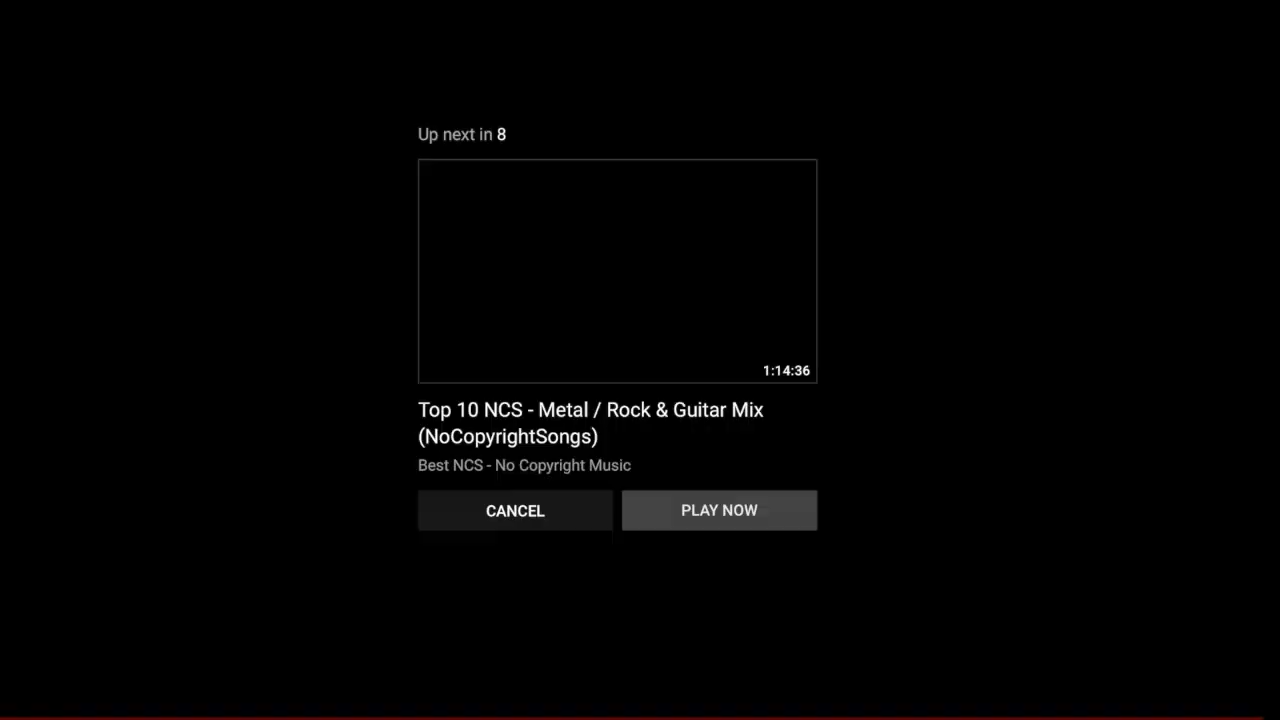 Up next in 8
1:14:36
Top 10 NCS - Metal / Rock & Guitar Mix
(NoCopyrightSongs)
Best NCS - No Copyright Music
CANCEL PLAY NOW